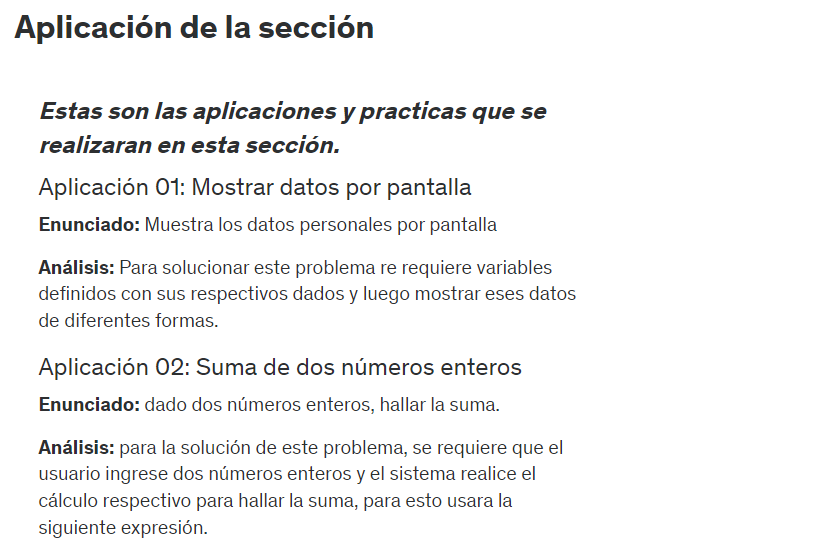 Aplicación de la sección
Estas son las aplicaciones y practicas que se
realizaran en esta sección.
Aplicación 01: Mostrar datos por pantalla
Enunciado: Muestra los datos personales por pantalla
Análisis: Para solucionar este problema re requiere variables
definidos con sus respectivos dados y luego mostrar eses datos
de diferentes formas.
Aplicación 02: Suma de dos números enteros
Enunciado: dado dos números enteros, hallar la suma.
Análisis: para la solución de este problema, se requiere que el
usuario ingrese dos números enteros y el sistema realice el
cálculo respectivo para hallar la suma, para esto usara la
siguiente expresión.